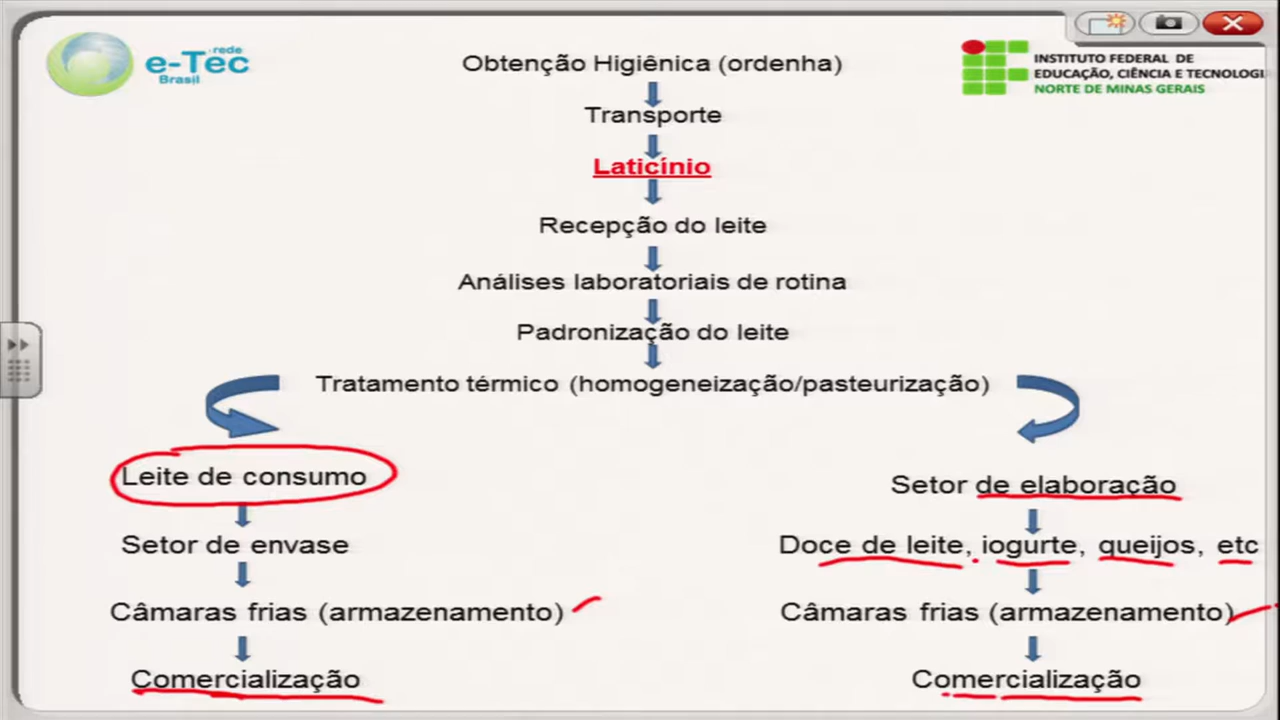 rede
e-Tec
Brasil
INSTITUTO FEDERAL DE
EDUCAÇÃO, CIÊNCIA E TECNOLOGI
NORTE DE MINAS GERAIS
Obtenção Higiênica (ordenha)
Transporte
Laticínio
Recepção do leite
Análises laboratoriais de rotina
Padronização do leite
Tratamento térmico (homogeneização/pasteurização)
Leite de consumo
Setor de envase
Câmaras frias (armazenamento)
Comercialização
Setor de elaboração
Doce de leite, iogurte, queijos, etc
Câmaras frias (armazenamento)
Comercialização